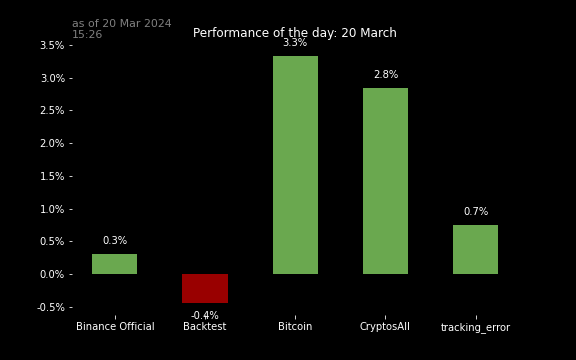 as of 20 Mar 2024
15:26
Performance of the day: 20 March
3.5%
3.0%
2.5%
2.0%
1.5%
1.0%
0.5%
0.0%
-0.5%
0.3%
-0.4%
3.3%
2.8%
0.7%
Binance Official
Backtest
Bitcoin
CryptosAll
tracking_error